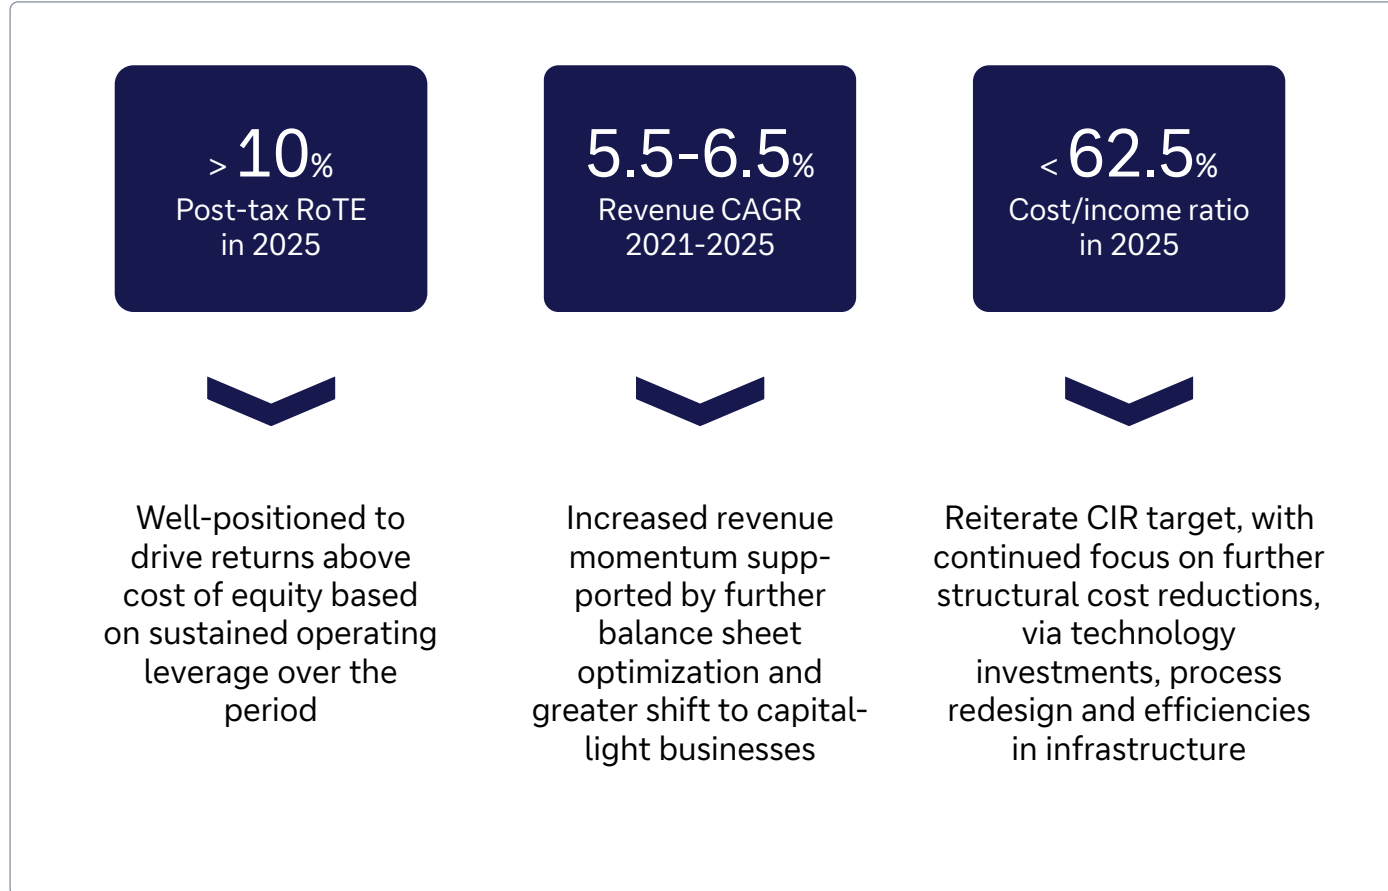 > 10%
Post-tax RoTE
in 2025
5.5-6.5%
Revenue CAGR
2021-2025
< 62.5%
Cost/income ratio
in 2025
Well-positioned to
drive returns above
cost of equity based
on sustained operating
leverage over the
period
Increased revenue
momentum supp-
ported by further
balance sheet
optimization and
greater shift to capital-
light businesses
Reiterate CIR target, with
continued focus on further
structural cost reductions,
via technology
investments, process
redesign and efficiencies
in infrastructure